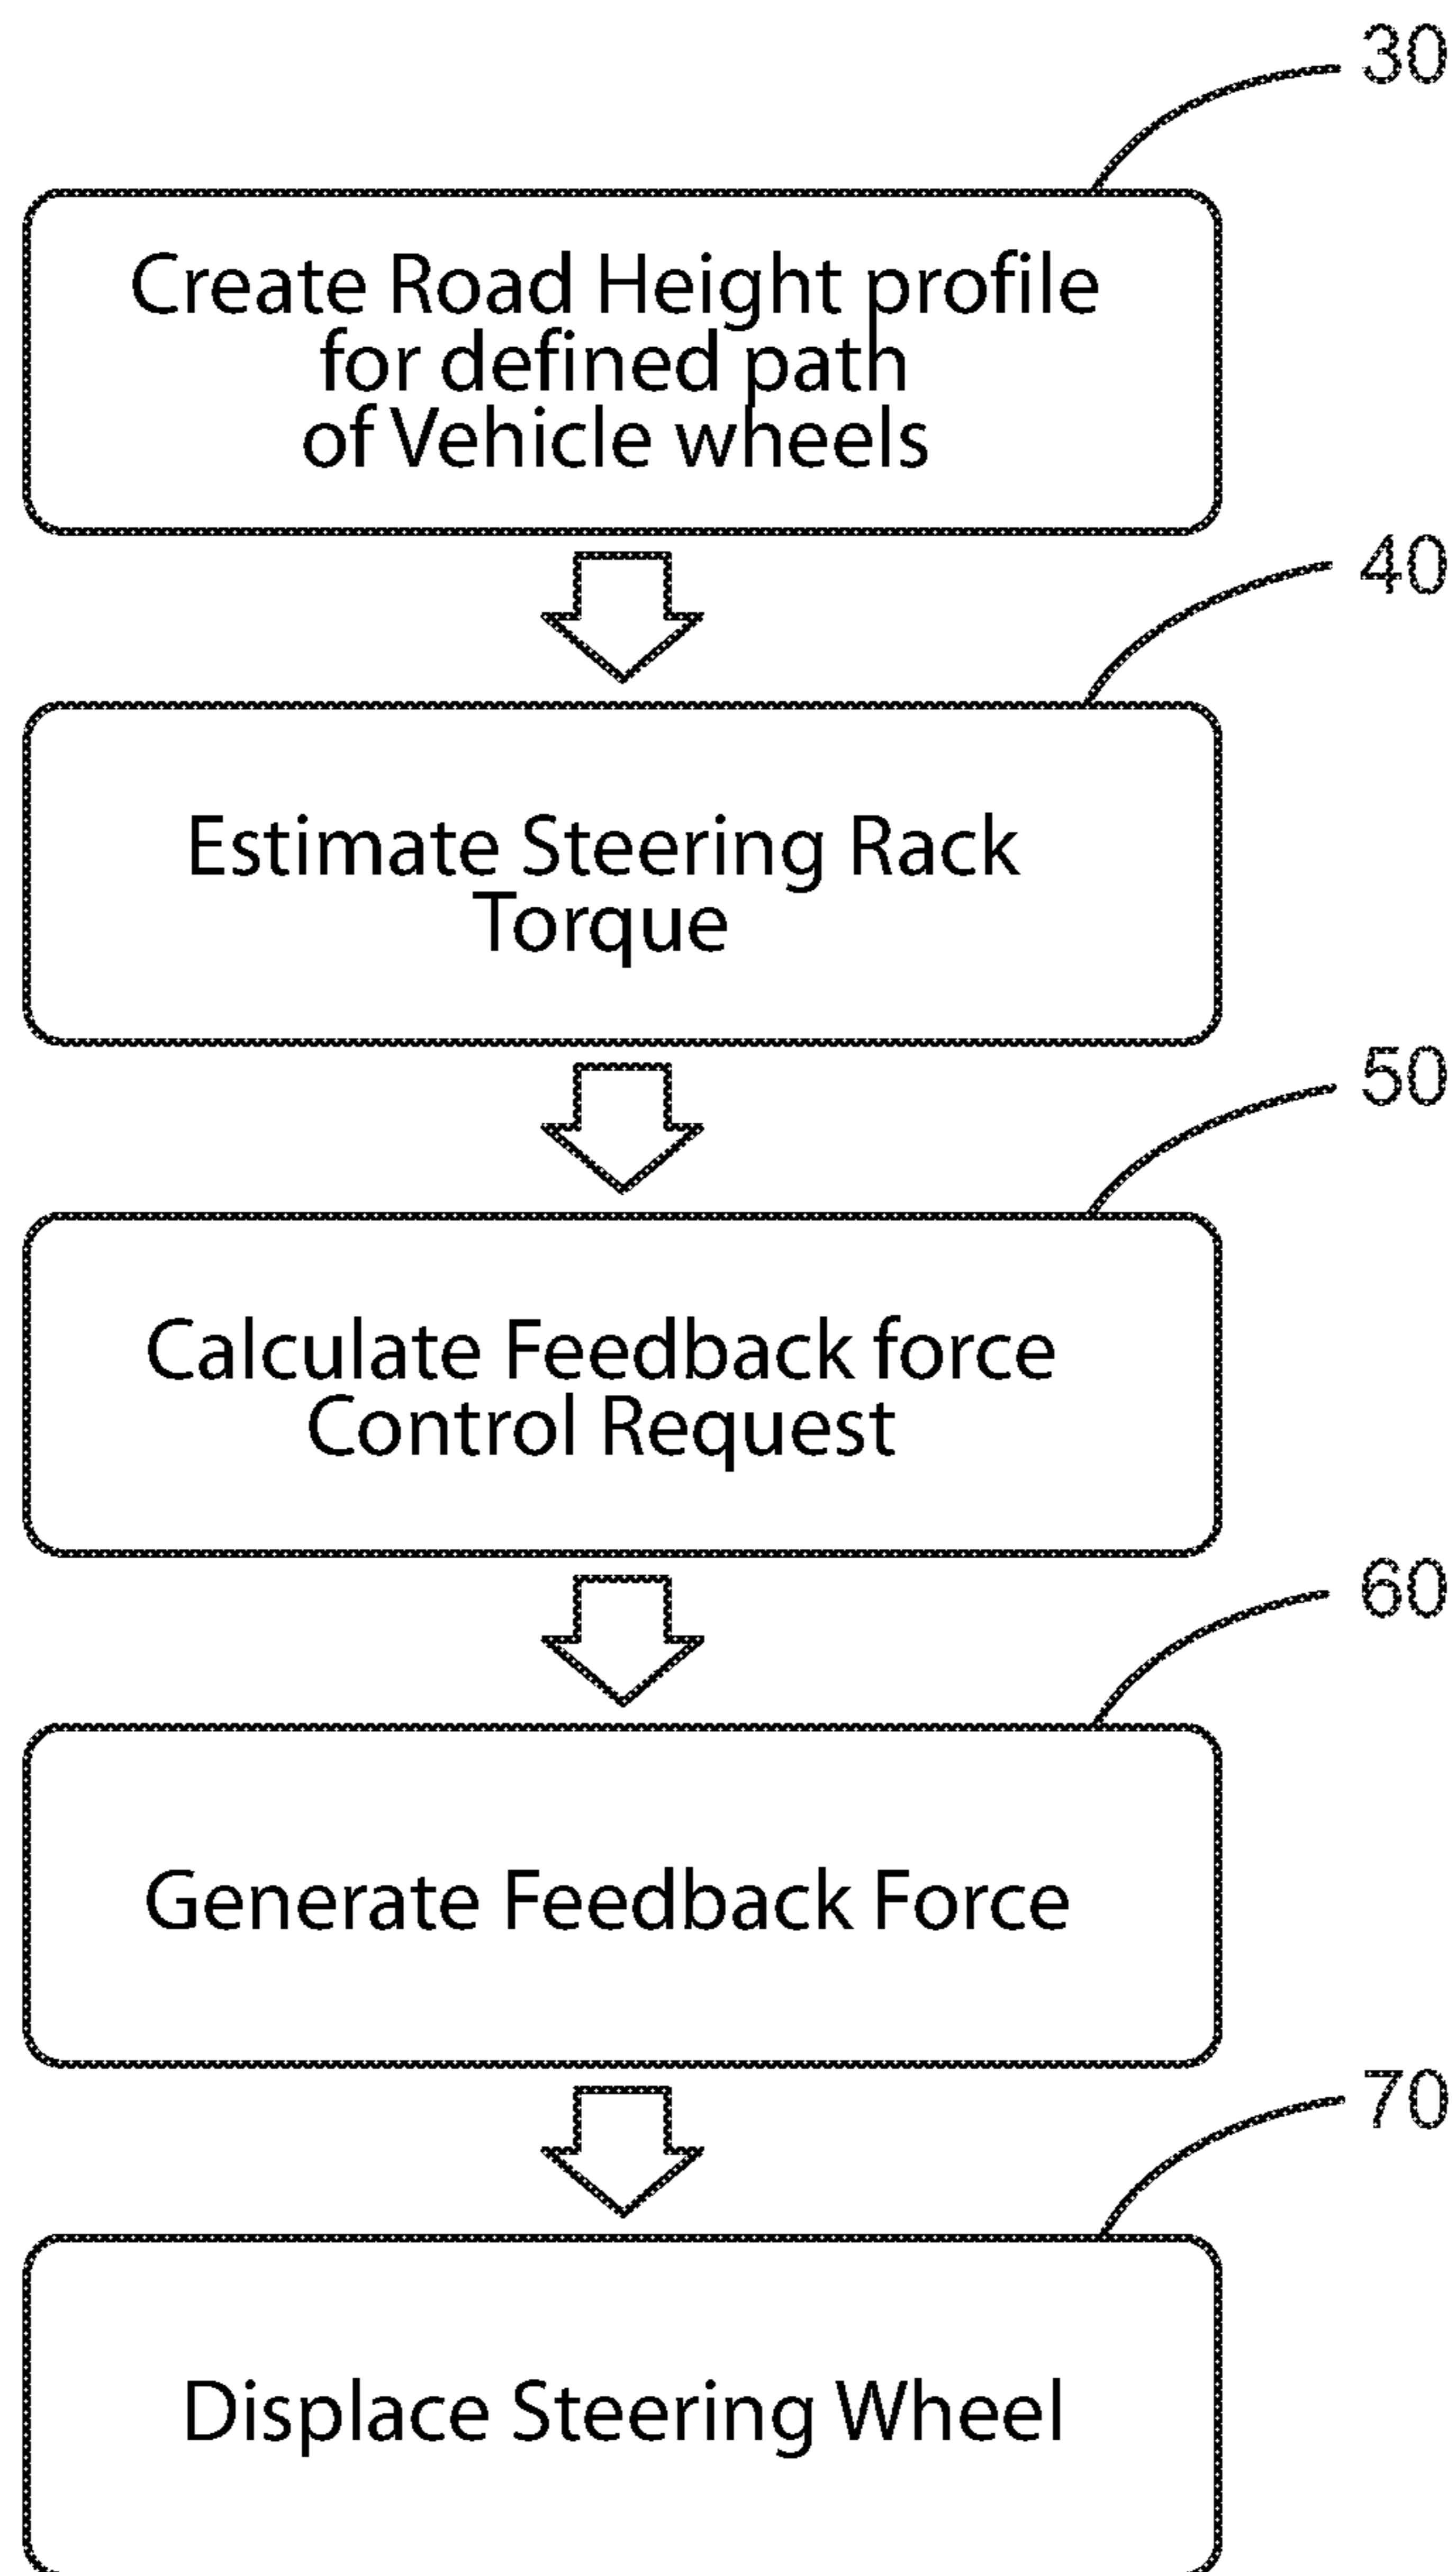 30
Create Road Height profile
for defined path
of Vehicle wheels
40
Estimate Steering Rack
Torque
50
Calculate Feedback force
Control Request
60
Generate Feedback Force
70
Displace Steering Wheel